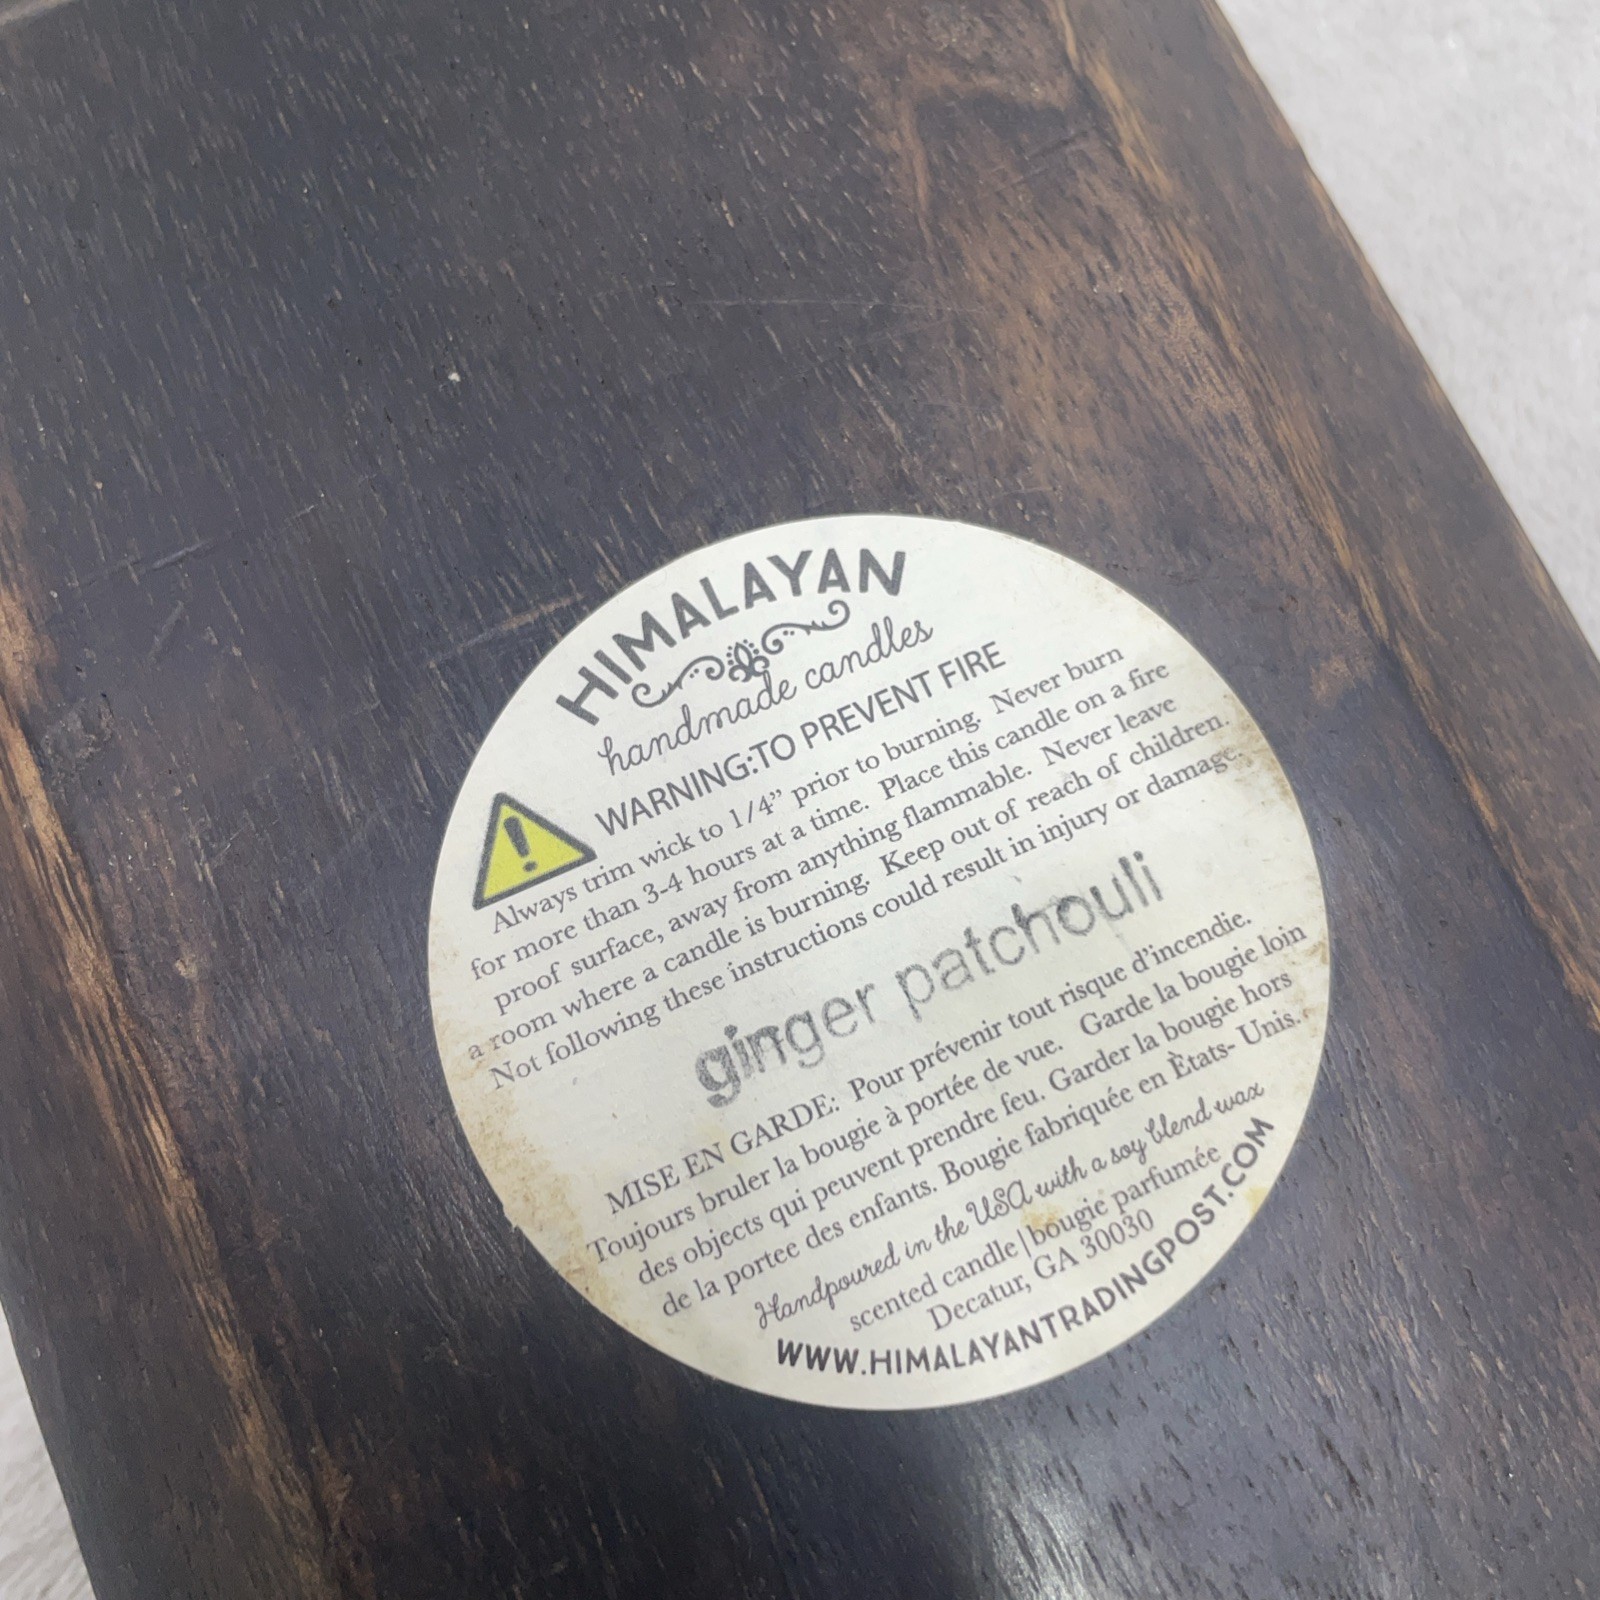 HIMALAYAN
handmade candles
WARNING:TO PREVENT FIRE
Always trim wick to 1/4” prior to burning. Never burn
for more than 3-4 hours at a time. Place this candle on a fire
proof surface, away from anything flammable. Never leave
a room where a candle is burning. Keep out of reach of children.
Not following these instructions could result in injury or damage.
ginger patchouli
MISE EN GARDE: Pour prévenir tout risque d’incendie.
Toujours bruler la bougie à portée de vue. Garde la bougie loin
des objects qui peuvent prendre feu. Garder la bougie hors
de la portee des enfants. Bougie fabriquée en Ètats- Unis.
Handpoured in the USA with a soy blend wax
scented candle|bougie parfumée
Decatur, GA 30030
WWW.HIMALAYANTRADINGPOST.COM